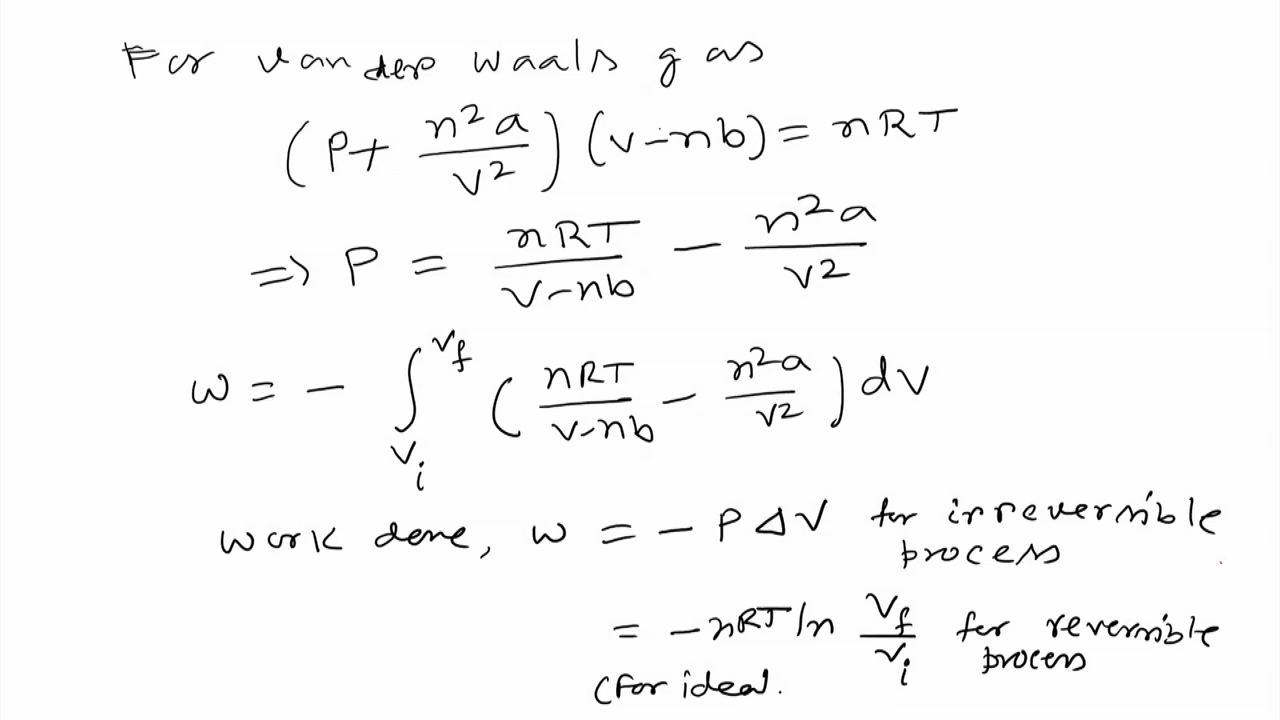 For van der waals gas
(P + n²a/V²) (V-nb) = nRT
=> P = nRT/V-nb - n²a/V²
W = - ∫_{Vi}^{Vf} (nRT/V-nb - n²a/V²) dV
work done, W = - PΔV for irreversible process
= -nRT ln Vf/Vi for reversible process
(For ideal.